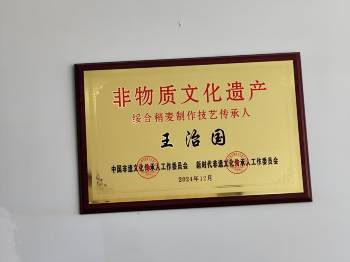 非物质文化遗产
绥合稍麦制作技艺传承人
王治国
中国非遗文化传承人工作委员会 新时代非遗文化传承人工作委员会
2024年12月